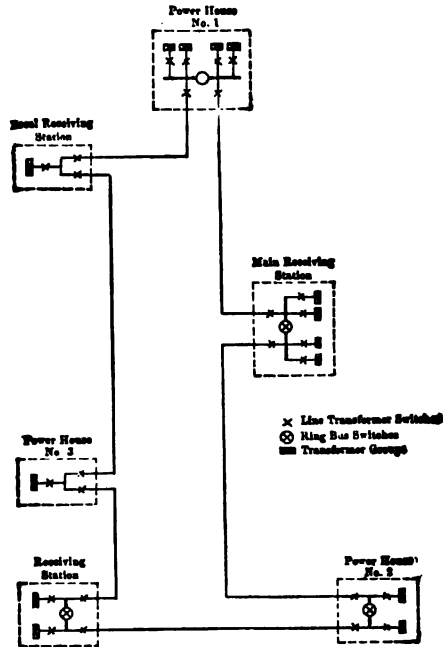 Power House
No. 1
Receiving
Station
Main Receiving
Station
Line Transformer Switches
Ring Bus Switches
Transformer Groups
Power House
No. 3
Receiving
Station
Power House
No. 2